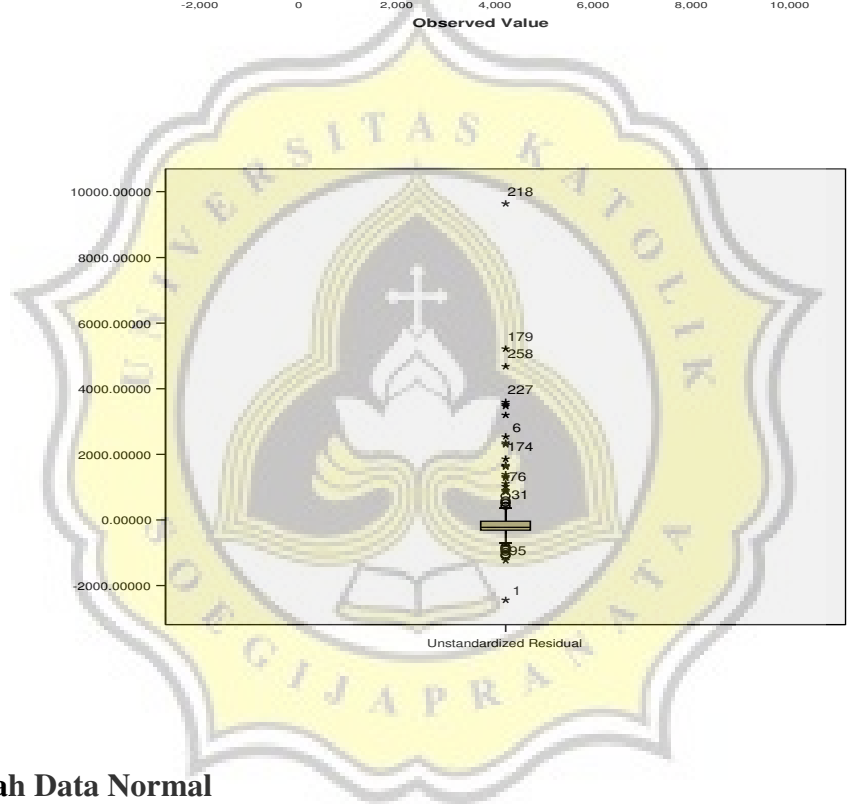 -2,000 0 2,000 4,000 6,000 8,000 10,000
Observed Value
UNIVERSITAS KATOLIK
10000.00000
218
8000.00000
6000.00000
179
258
4000.00000
227
6
2000.00000
174
76
31
0.00000
95
-2000.00000
1
Unstandardized Residual
SOEGIJAPRANATA
ah Data Normal